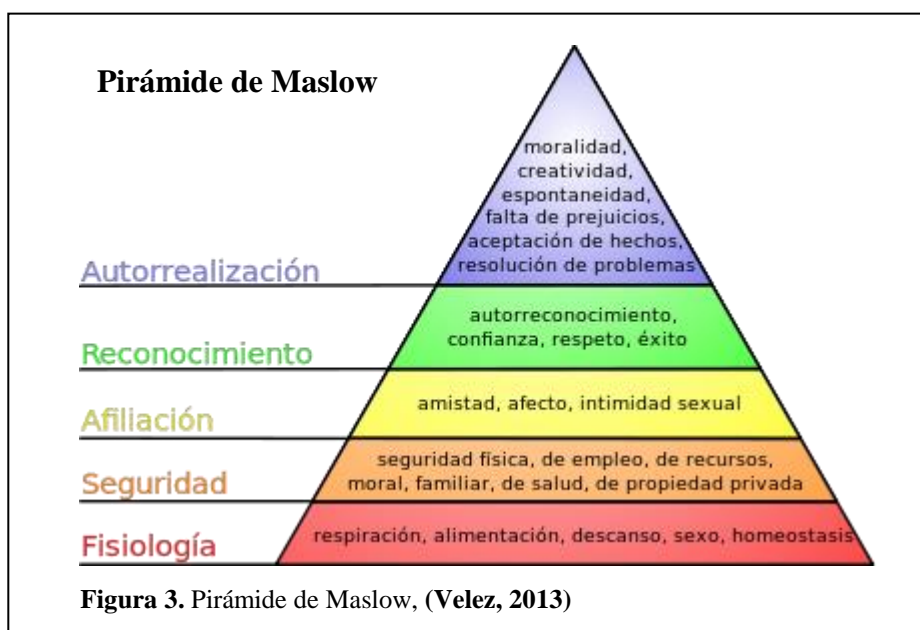 Pirámide de Maslow
moralidad,
creatividad,
espontaneidad,
falta de prejuicios,
aceptación de hechos,
resolución de problemas
Autorrealización
autorreconocimiento,
confianza, respeto, éxito
Reconocimiento
amistad, afecto, intimidad sexual
Afiliación
seguridad física, de empleo, de recursos,
moral, familiar, de salud, de propiedad privada
Seguridad
respiración, alimentación, descanso, sexo, homeostasis
Fisiología
Figura 3. Pirámide de Maslow, (Velez, 2013)